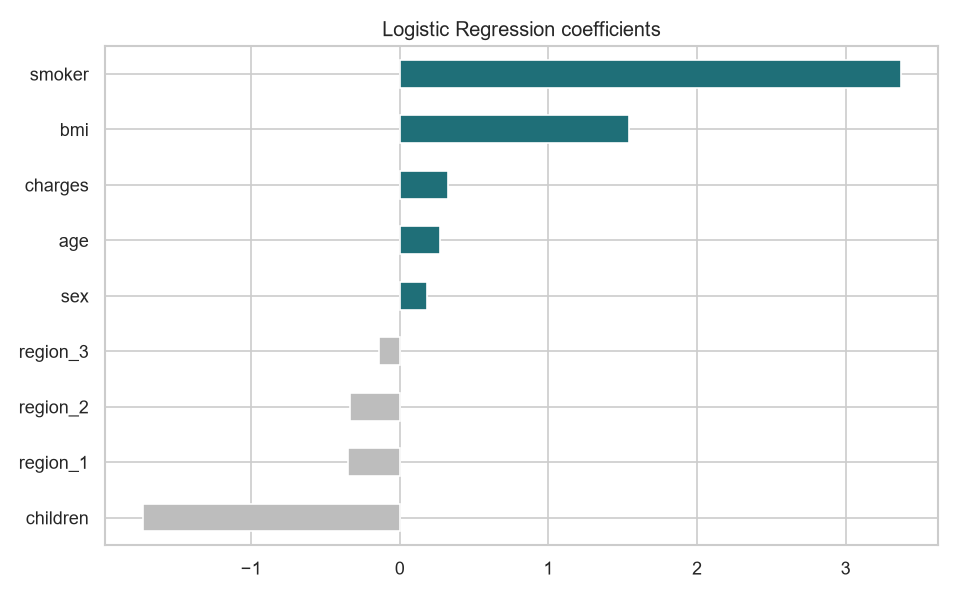 Logistic Regression coefficients
smoker
bmi
charges
age
sex
region_3
region_2
region_1
children
−1
0
1
2
3